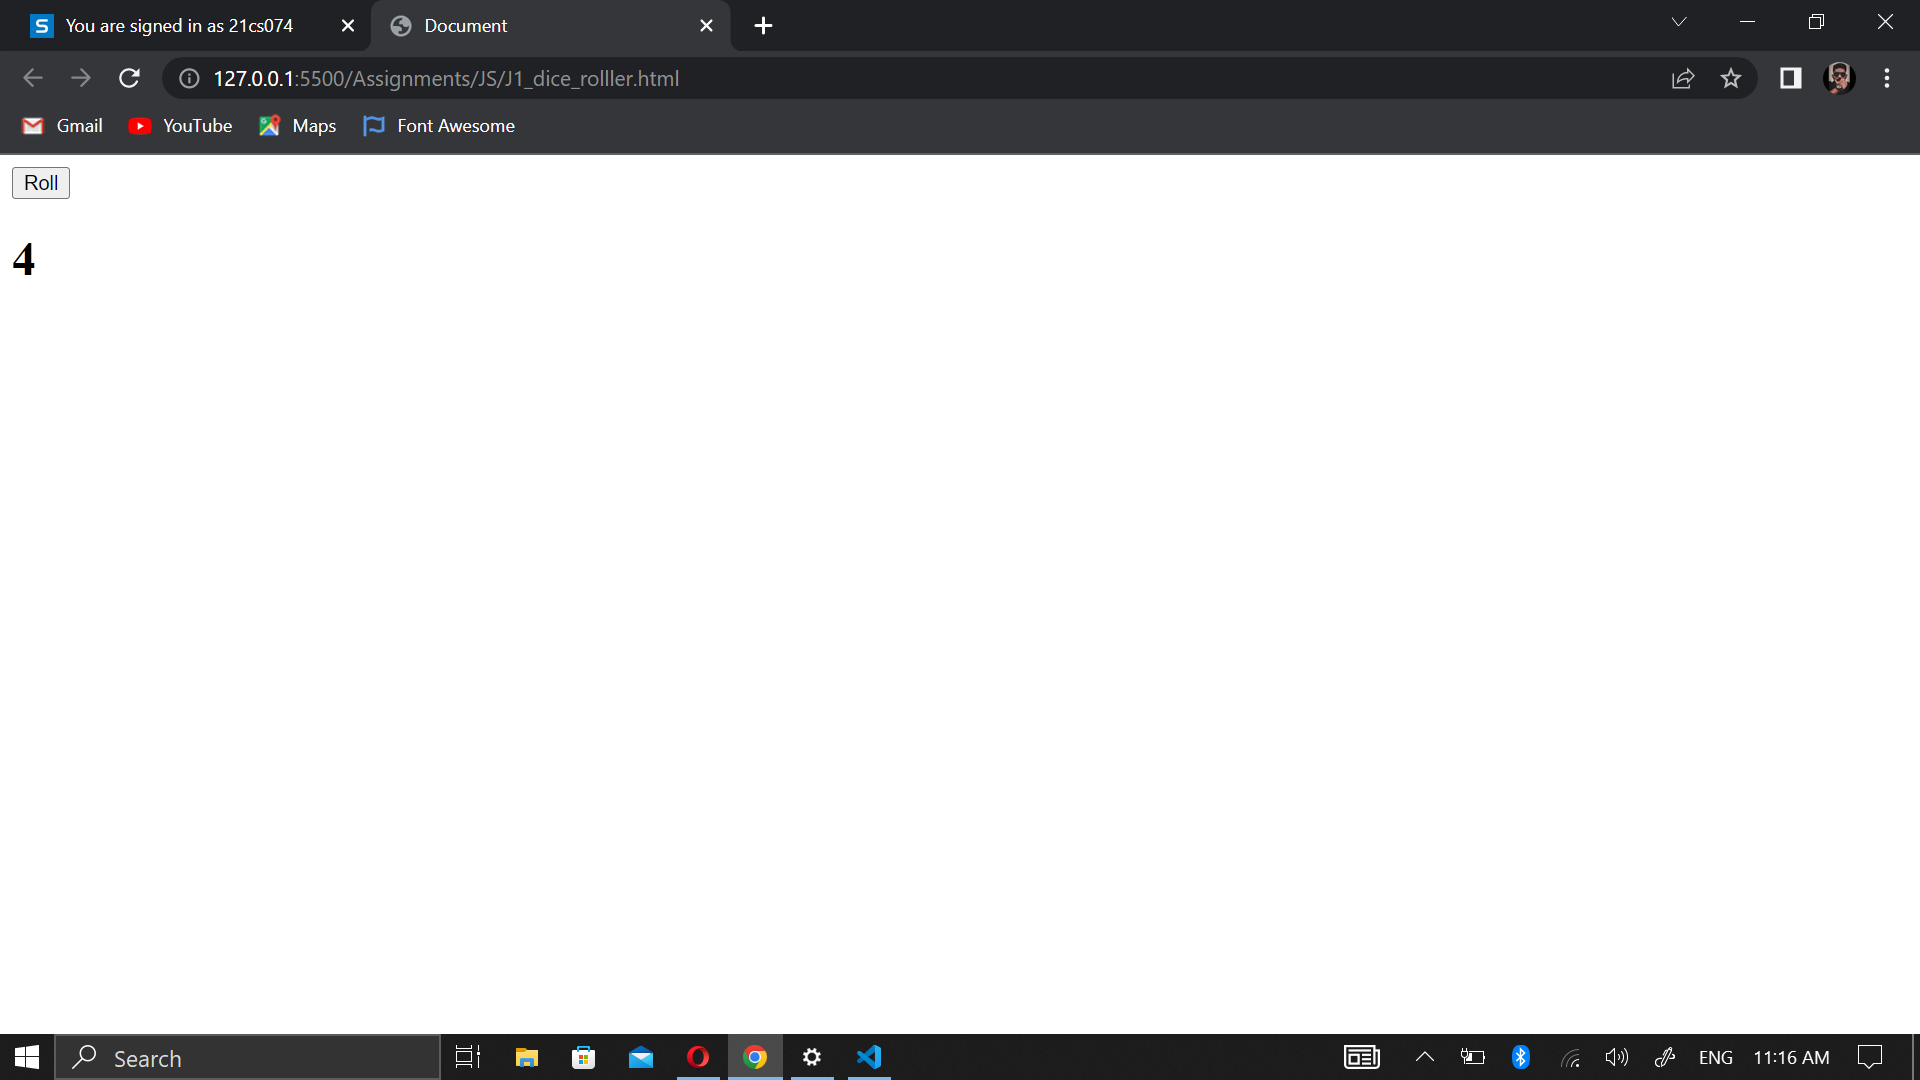 You are signed in as 21cs074
Document
127.0.0.1:5500/Assignments/JS/J1_dice_rolller.html
Gmail
YouTube
Maps
Font Awesome
Roll
4
Search
ENG
11:16 AM